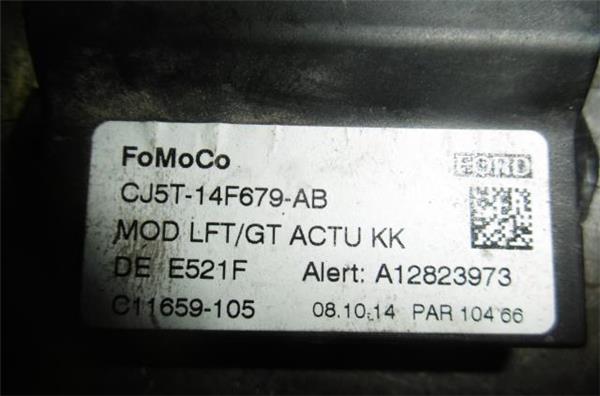 FoMoCo FORD
CJ5T-14F679-AB
MOD LFT/GT ACTU KK
DE E521F Alert: A12823973
C11659-105 08.10.14 PAR 104 66